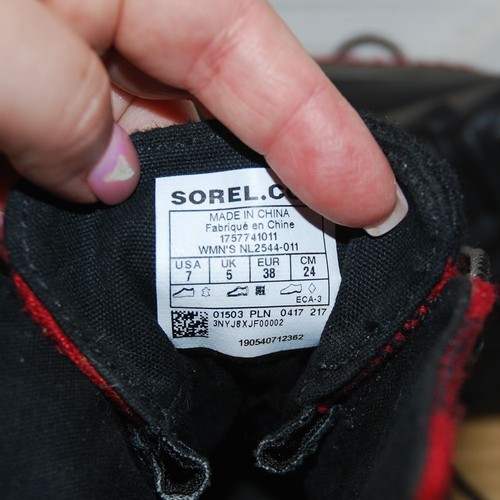 SOREL.C
MADE IN CHINA
Fabriqué en Chine
1757741011
WMN'S NL2544-011
USA UK EUR CM
7 5 38 24
ECA-3
01503 PLN 0417 217
3NYJ8XJF00002
190540712362